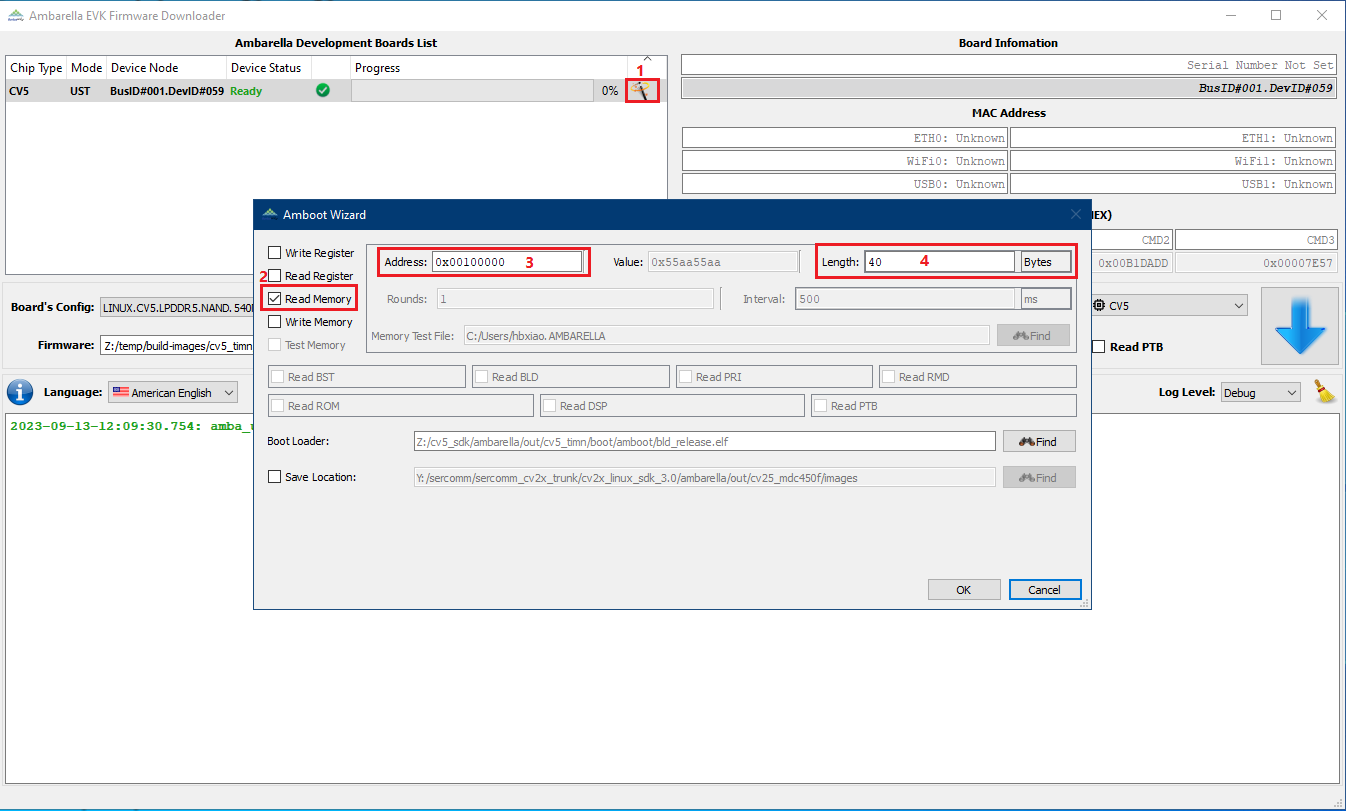 Ambarella EVK Firmware Downloader
Ambarella Development Boards List
Board Infomation
Chip Type Mode Device Node Device Status Progress
1
Serial Number Not Set
CV5 UST BusID#001.DevID#059 Ready 0%
BusID#001.DevID#059
MAC Address
ETH0: Unknown ETH1: Unknown
WiFi0: Unknown WiFi1: Unknown
USB0: Unknown USB1: Unknown
Amboot Wizard
HEX)
CMD2 CMD3
0x00B1DADD 0x00007E57
Write Register
Address: 0x00100000 3 Value: 0x55aa55aa Length: 40 4 Bytes
2 Read Register
Read Memory
Rounds: 1 Interval: 500 ms
Write Memory
Test Memory
Memory Test File: C:/Users/hbxiao.AMBARELLA Find
Board's Config: LINUX.CV5.LPDDR5.NAND.540
CV5
Firmware: Z:/temp/build-images/cv5_timn
Read PTB
Read BST Read BLD Read PRI Read RMD
Read ROM Read DSP Read PTB
Language: American English
Log Level: Debug
2023-09-13-12:09:30.754: amba_
Boot Loader: Z:/cv5_sdk/ambarella/out/cv5_timn/boot/amboot/bld_release.elf Find
Save Location: Y:/sercomm/sercomm_cv2x_trunk/cv2x_linux_sdk_3.0/ambarella/out/cv25_mdc450f/images Find
OK Cancel